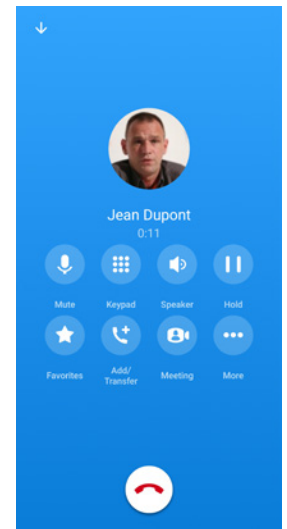 Jean Dupont
0:11
Mute Keypad Speaker Hold
Favorites Add/ Meeting More
Transfer